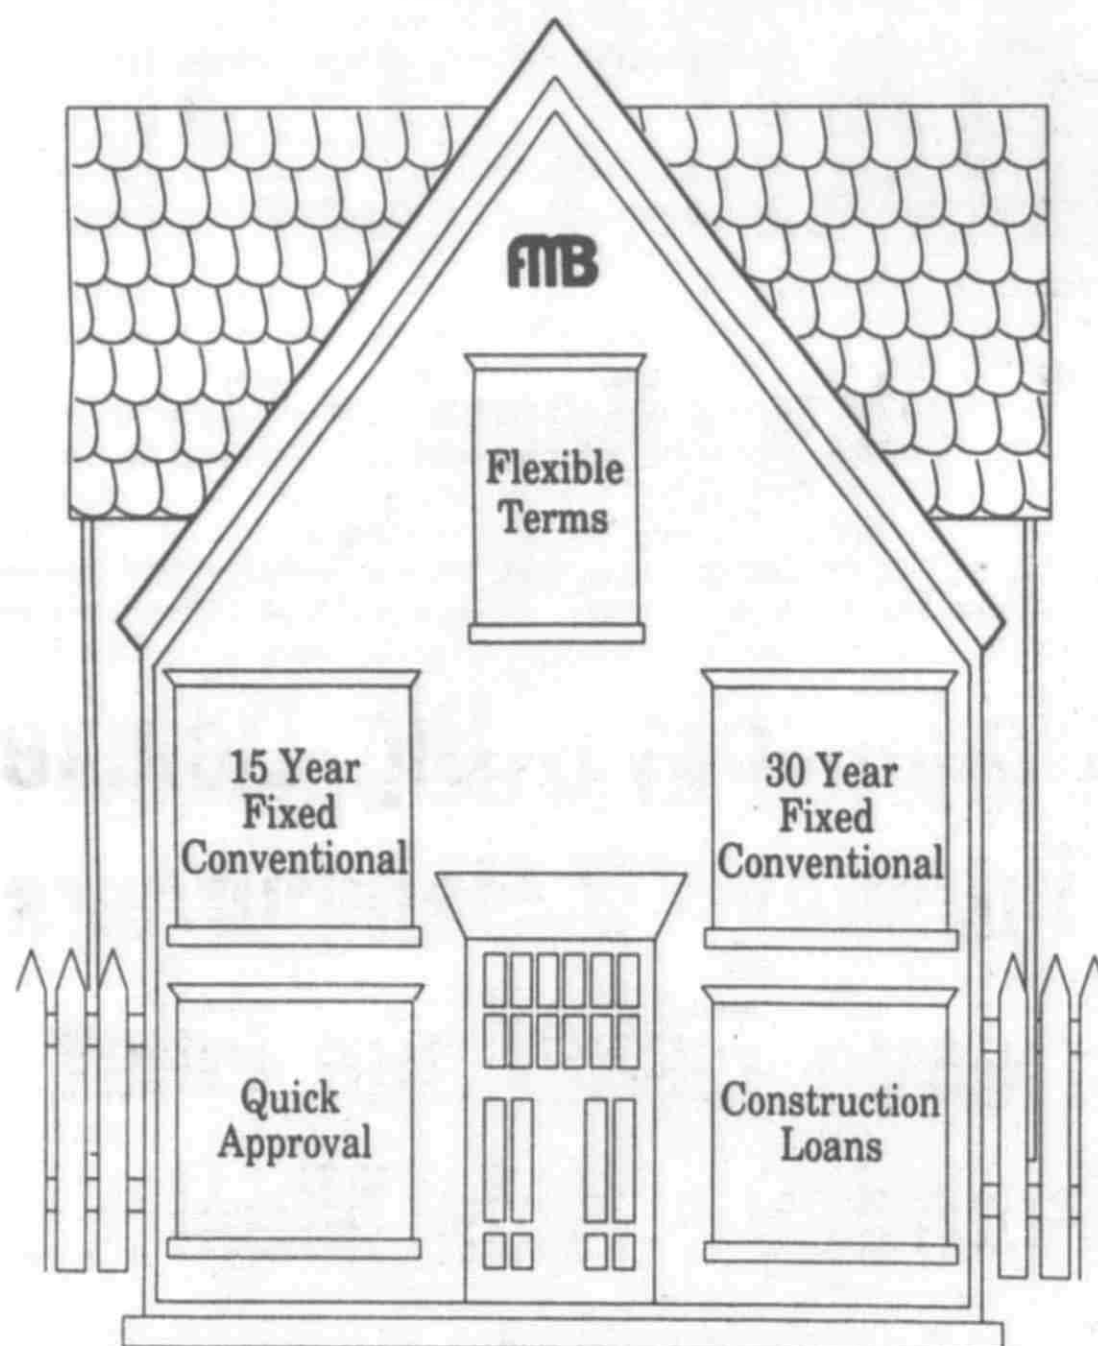 FMB
Flexible
Terms
15 Year
Fixed
Conventional
30 Year
Fixed
Conventional
Quick
Approval
Construction
Loans